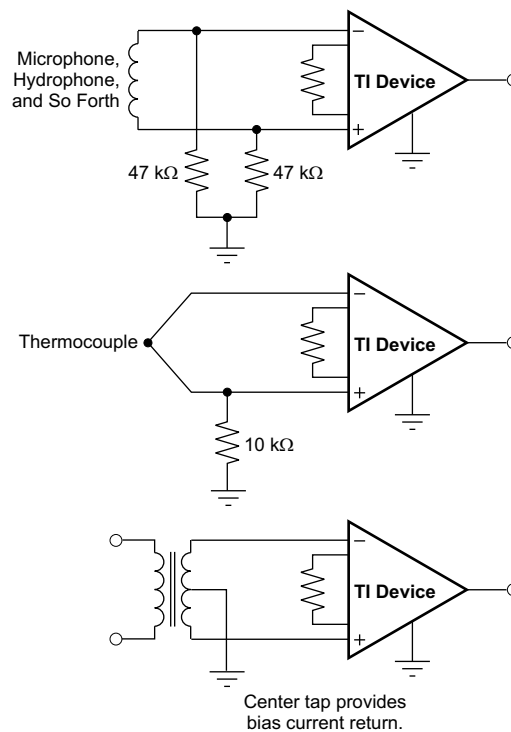 Microphone,
Hydrophone,
and So Forth
−
TI Device
+
47 kΩ
47 kΩ
Thermocouple
−
TI Device
+
10 kΩ
−
TI Device
+
Center tap provides
bias current return.